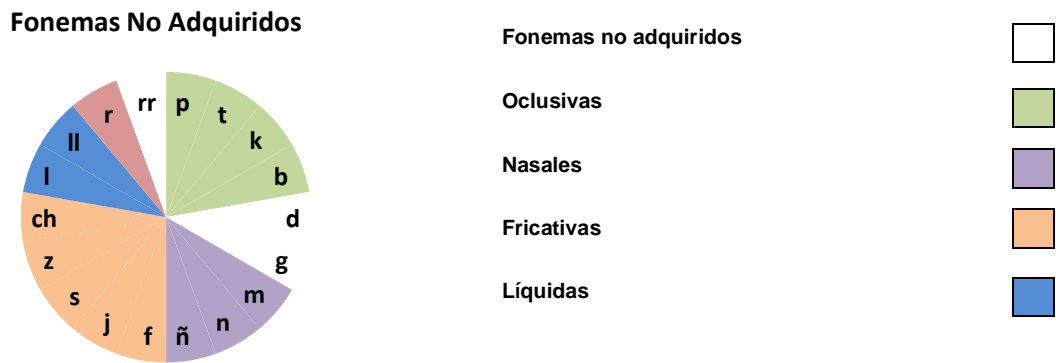 Fonemas No Adquiridos
rr
p
t
k
b
d
g
m
n
ñ
f
j
s
z
ch
l
ll
r
Fonemas no adquiridos
Oclusivas
Nasales
Fricativas
Líquidas